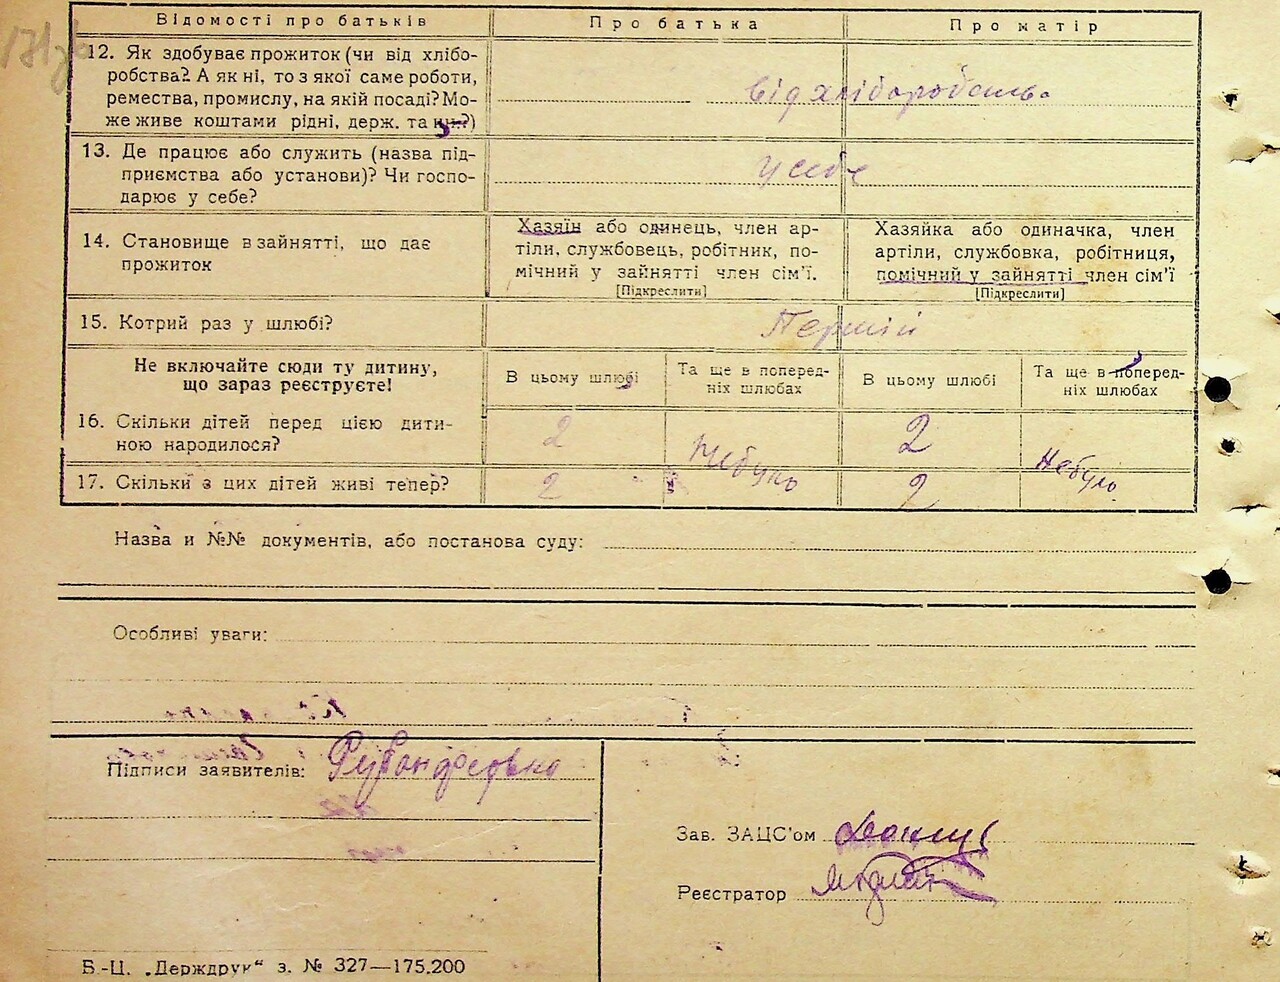 Відомості про батьків Про батька Про матір
12. Як здобуває прожиток (чи від хлібо-
робства? А як ні, то з якої саме роботи,
ремества, промислу, на якій посаді? Мо-
же живе коштами рідні, держ. та ин.?)
від хліборобства
13. Де працює або служить (назва під-
приємства або установи)? Чи госпо-
дарює у себе?
у себе
14. Становище в зайнятті, що дає
прожиток
Хазяїн або одинець, член ар-
тіли, службовець, робітник, по-
мічний у зайнятті член сім'ї.
[Підкреслити]
Хазяйка або одиначка, член
артіли, службовка, робітниця,
помічний у зайнятті член сім'ї
[Підкреслити]
15. Котрий раз у шлюбі? Перший
Не включайте сюди ту дитину,
що зараз реєструєте!
В цьому шлюбі
Та ще в поперед-
ніх шлюбах
В цьому шлюбі
Та ще в поперед-
ніх шлюбах
16. Скільки дітей перед цією дити-
ною народилося?
2 2
Небуло Небуло
17. Скільки з цих дітей живі тепер? 2 2
Назва и №№ документів, або постанова суду:
Особливі уваги:
Підписи заявителів:
Зав. ЗАЦС'ом
Реєстратор
Б.-Ц. „Держдрук“ з. № 327—175.200